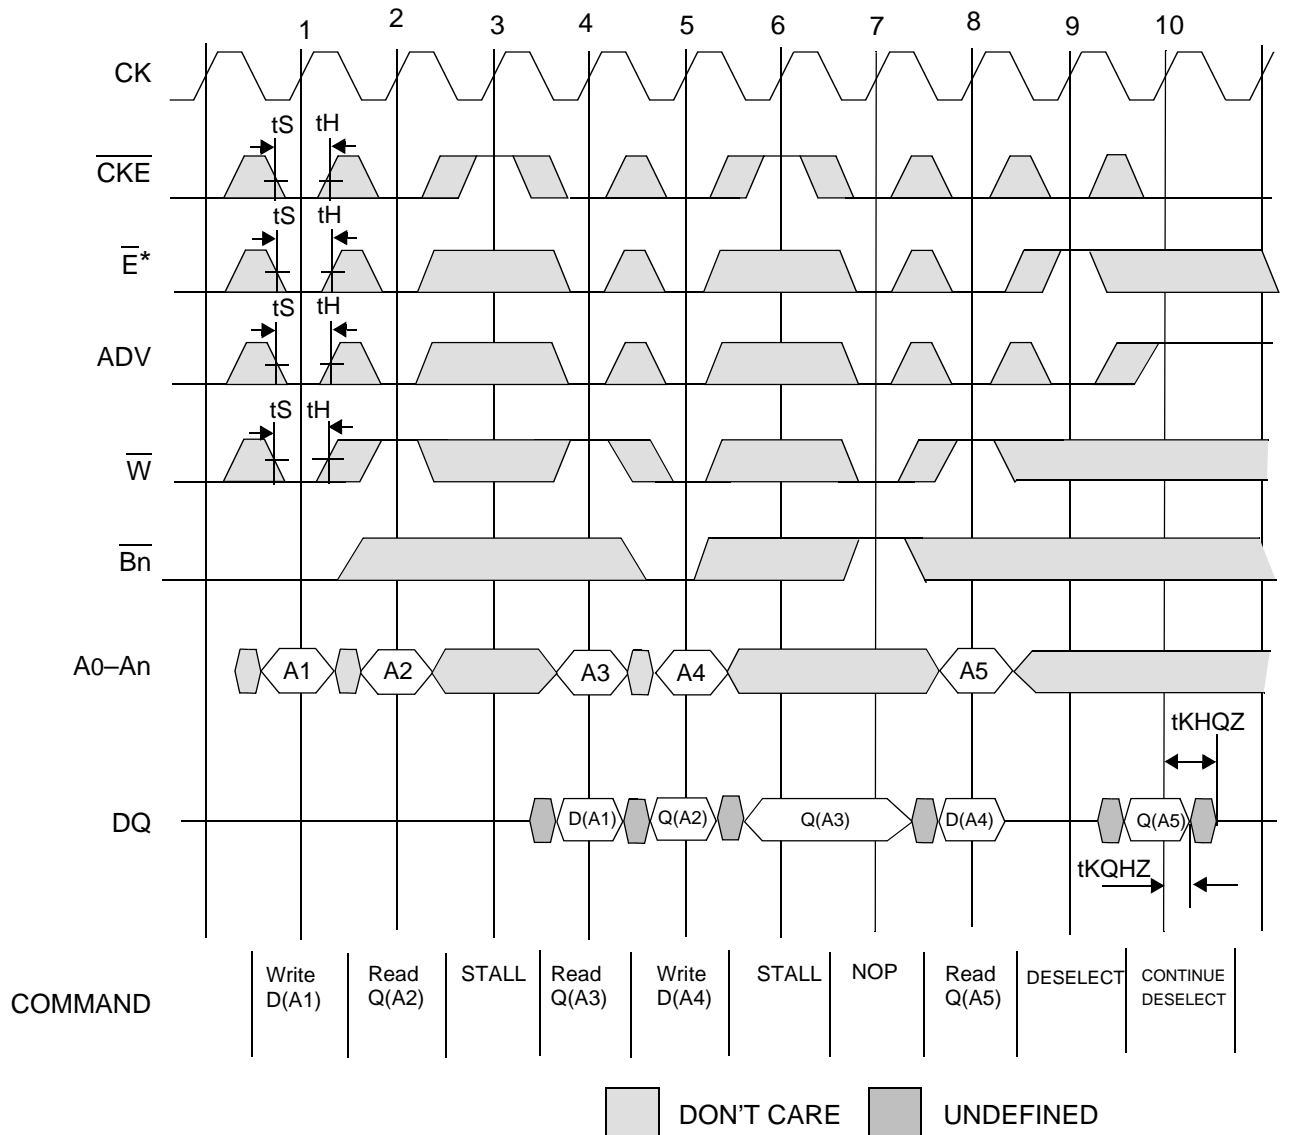 1 2 3 4 5 6 7 8 9 10
CK
tS tH
CKE
tS tH
E*
tS tH
ADV
tS tH
W
Bn
A0–An A1 A2 A3 A4 A5
tKHQZ
DQ D(A1) Q(A2) Q(A3) D(A4) Q(A5)
tKQHZ
COMMAND
Write
D(A1)
Read
Q(A2)
STALL
Read
Q(A3)
Write
D(A4)
STALL
NOP
Read
Q(A5)
DESELECT
CONTINUE
DESELECT
DON'T CARE UNDEFINED